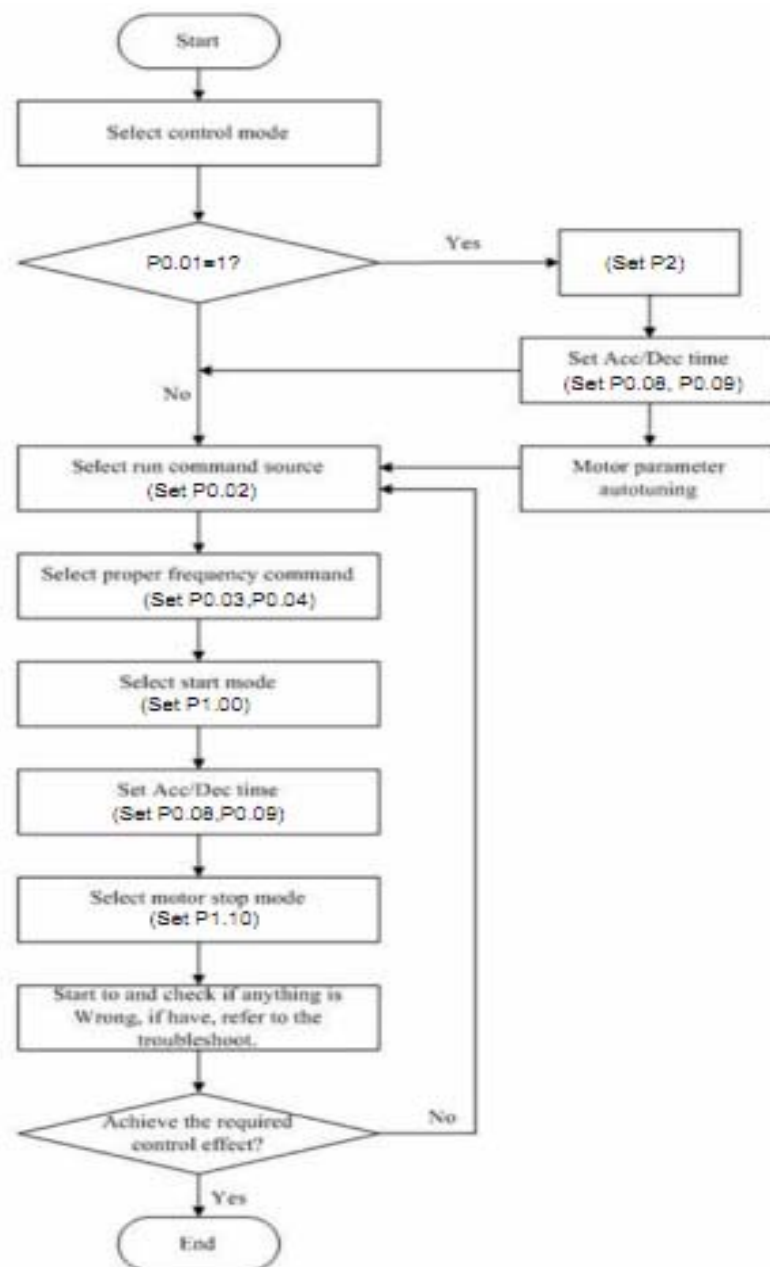 Start
Select control mode
P0.01=1?
Yes
(Set P2)
Set Acc/Dec time
(Set P0.08, P0.09)
No
Motor parameter
autotuning
Select run command source
(Set P0.02)
Select proper frequency command
(Set P0.03,P0.04)
Select start mode
(Set P1.00)
Set Acc/Dec time
(Set P0.08,P0.09)
Select motor stop mode
(Set P1.10)
Start to and check if anything is
Wrong, if have, refer to the
troubleshoot.
Achieve the required
control effect?
No
Yes
End